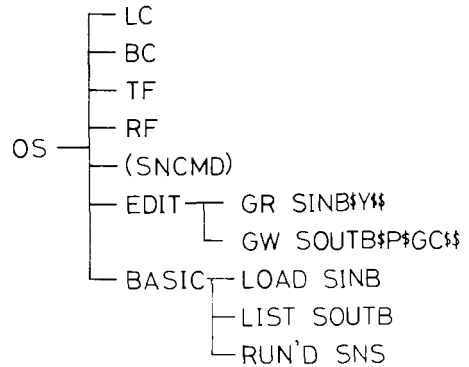 LC
BC
TF
RF
OS
(SNCMD)
EDIT GR SINB$Y$$
GW SOUTB$P$GC$$
BASIC LOAD SINB
LIST SOUTB
RUN'D SNS